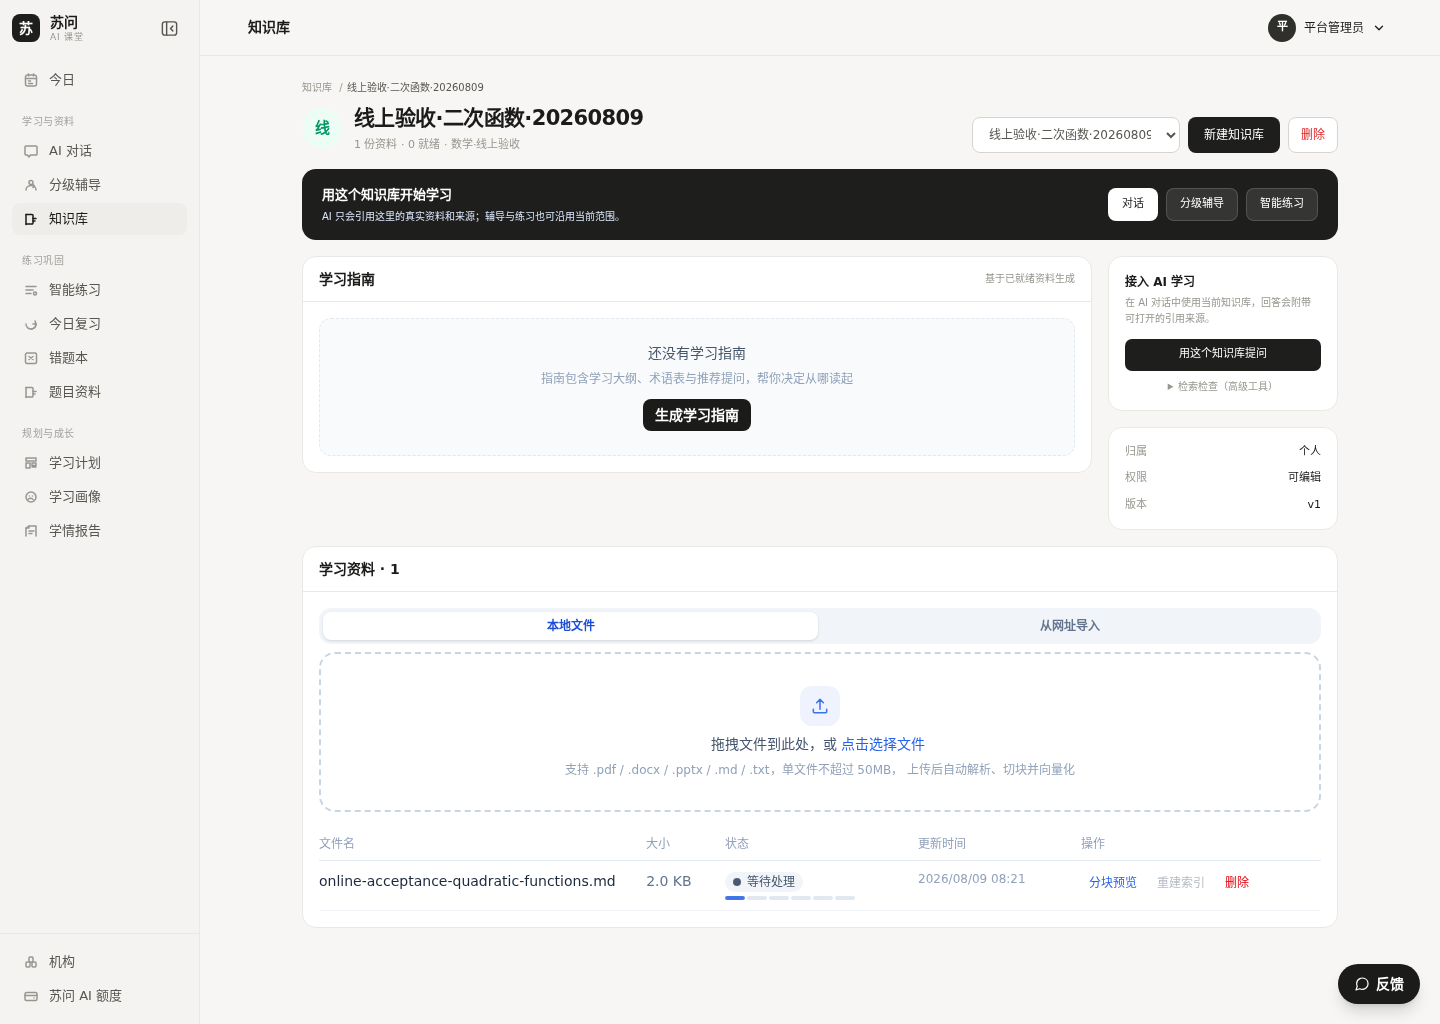 苏
苏问
AI 课堂
今日
学习与资料
AI 对话
分级辅导
知识库
练习巩固
智能练习
今日复习
错题本
题目资料
规划与成长
学习计划
学习画像
学情报告
机构
苏问 AI 额度
知识库
平
平台管理员
知识库 / 线上验收·二次函数·20260809
线
线上验收·二次函数·20260809
1 份资料 · 0 就绪 · 数学·线上验收
线上验收·二次函数·20260809
新建知识库
删除
用这个知识库开始学习
AI 只会引用这里的真实资料和来源；辅导与练习也可沿用当前范围。
对话
分级辅导
智能练习
学习指南
基于已就绪资料生成
还没有学习指南
指南包含学习大纲、术语表与推荐提问，帮你决定从哪读起
生成学习指南
接入 AI 学习
在 AI 对话中使用当前知识库，回答会附带
可打开的引用来源。
用这个知识库提问
▶ 检索检查（高级工具）
归属 个人
权限 可编辑
版本 v1
学习资料 · 1
本地文件
从网址导入
拖拽文件到此处，或 点击选择文件
支持 .pdf / .docx / .pptx / .md / .txt，单文件不超过 50MB， 上传后自动解析、切块并向量化
文件名 大小 状态 更新时间 操作
online-acceptance-quadratic-functions.md 2.0 KB 等待处理 2026/08/09 08:21 分块预览 重建索引 删除
反馈